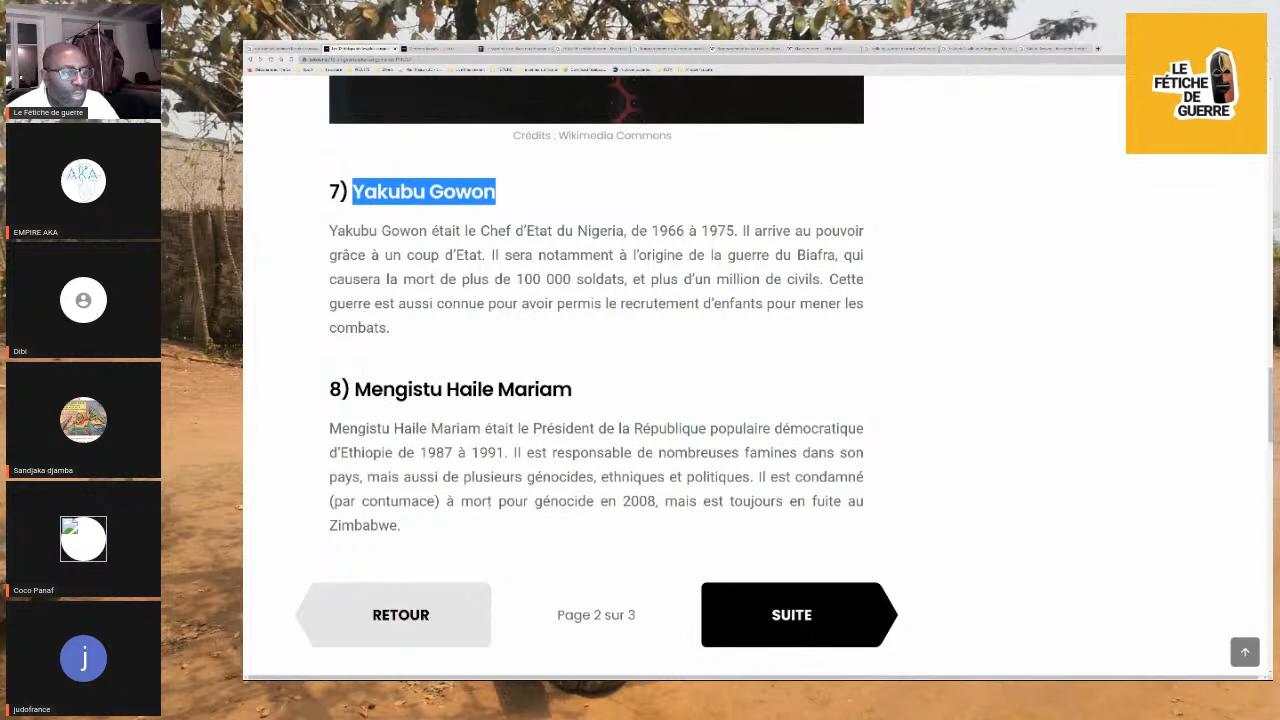 Le Fétiche de guerre
EMPIRE AKA
AKA
Dibi
Sandjaka djamba
Coco Panaf
j
judofrance
LE
FÉTICHE
DE
GUERRE
Crédits : Wikimedia Commons
7) Yakubu Gowon
Yakubu Gowon était le Chef d’Etat du Nigeria, de 1966 à 1975. Il arrive au pouvoir
grâce à un coup d’Etat. Il sera notamment à l’origine de la guerre du Biafra, qui
causera la mort de plus de 100 000 soldats, et plus d’un million de civils. Cette
guerre est aussi connue pour avoir permis le recrutement d’enfants pour mener les
combats.
8) Mengistu Haile Mariam
Mengistu Haile Mariam était le Président de la République populaire démocratique
d’Ethiopie de 1987 à 1991. Il est responsable de nombreuses famines dans son
pays, mais aussi de plusieurs génocides, ethniques et politiques. Il est condamné
(par contumace) à mort pour génocide en 2008, mais est toujours en fuite au
Zimbabwe.
RETOUR
Page 2 sur 3
SUITE